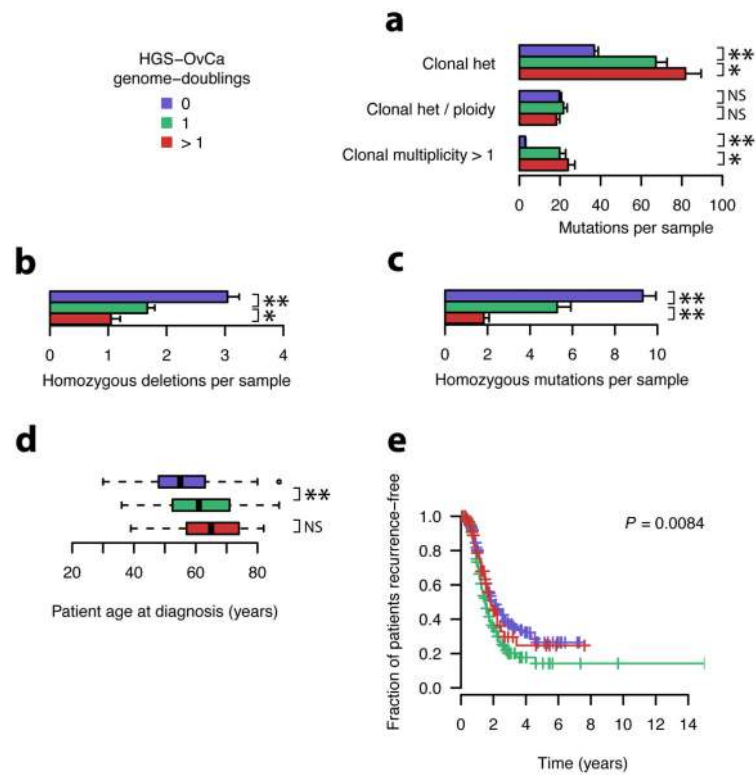 a
HGS-OvCa
genome-doublings
0
1
> 1
Clonal het
**
*
Clonal het / ploidy
NS
NS
Clonal multiplicity > 1
**
*
0 20 40 60 80 100
Mutations per sample
b
**
*
0 1 2 3 4
Homozygous deletions per sample
c
**
**
0 2 4 6 8 10
Homozygous mutations per sample
d
**
NS
20 40 60 80
Patient age at diagnosis (years)
e
Fraction of patients recurrence-free
1.0
0.8
0.6
0.4
0.2
0.0
P = 0.0084
0 2 4 6 8 10 12 14
Time (years)